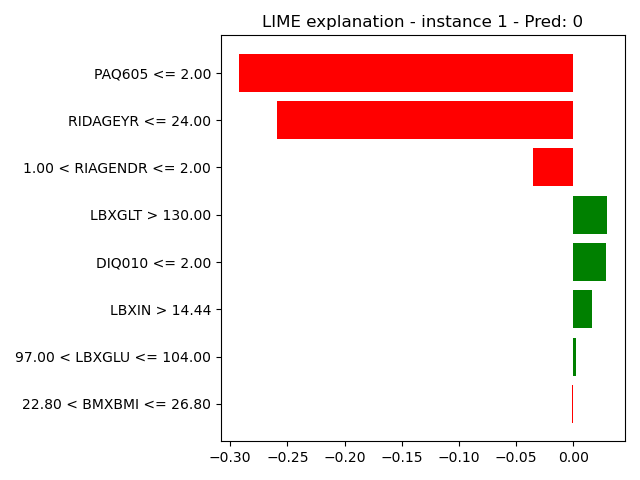 LIME explanation - instance 1 - Pred: 0
PAQ605 <= 2.00
RIDAGEYR <= 24.00
1.00 < RIAGENDR <= 2.00
LBXGLT > 130.00
DIQ010 <= 2.00
LBXIN > 14.44
97.00 < LBXGLU <= 104.00
22.80 < BMXBMI <= 26.80
−0.30 −0.25 −0.20 −0.15 −0.10 −0.05 0.00